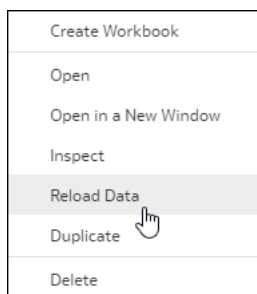 Create Workbook
Open
Open in a New Window
Inspect
Reload Data
Duplicate
Delete